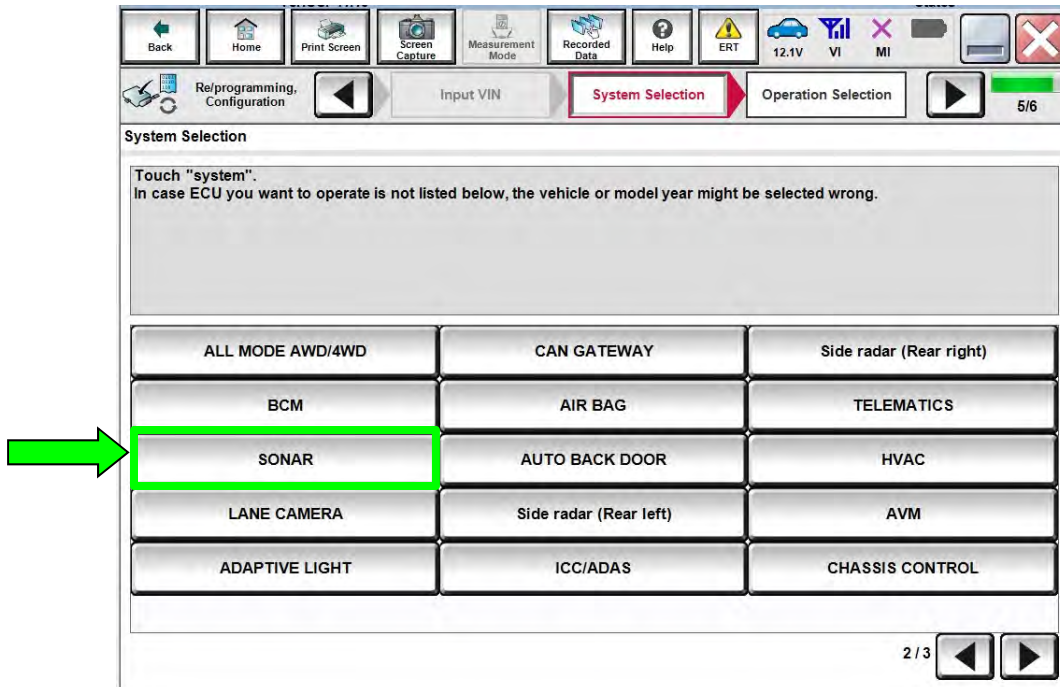 Back
Home
Print Screen
Screen
Capture
Measurement
Mode
Recorded
Data
Help
ERT
12.1V
VI
MI
Re/programming,
Configuration
Input VIN
System Selection
Operation Selection
5/6
System Selection
Touch "system".
In case ECU you want to operate is not listed below, the vehicle or model year might be selected wrong.
ALL MODE AWD/4WD
CAN GATEWAY
Side radar (Rear right)
BCM
AIR BAG
TELEMATICS
SONAR
AUTO BACK DOOR
HVAC
LANE CAMERA
Side radar (Rear left)
AVM
ADAPTIVE LIGHT
ICC/ADAS
CHASSIS CONTROL
2 / 3